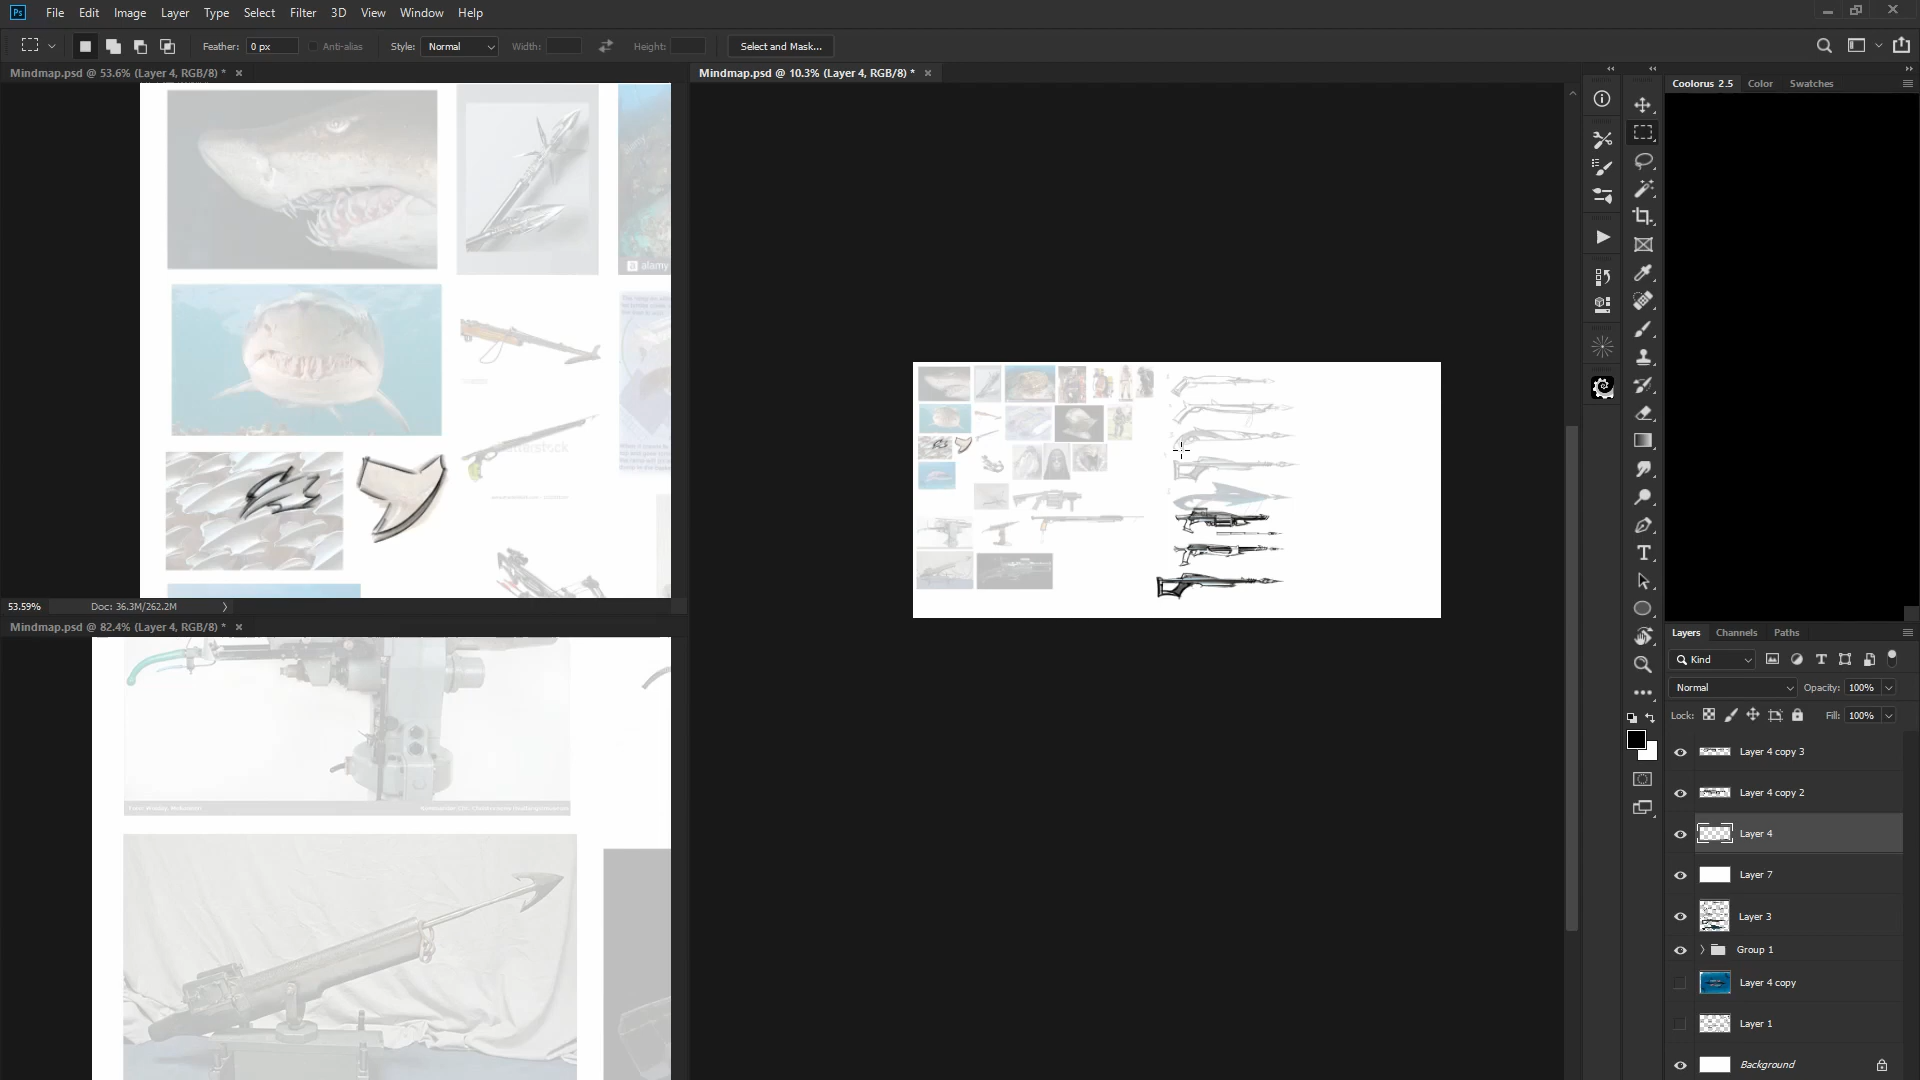 Ps File Edit Image Layer Type Select Filter 3D View Window Help
Feather: 0 px Anti-alias Style: Normal Width: Height: Select and Mask...
Mindmap.psd @ 53.6% (Layer 4, RGB/8) *
Mindmap.psd @ 10.3% (Layer 4, RGB/8) *
Coolorus 2.5 Color Swatches
a alamy
53.59% Doc: 36.3M/262.2M
Mindmap.psd @ 82.4% (Layer 4, RGB/8) *
Layers Channels Paths
Kind
Normal Opacity: 100%
Lock: Fill: 100%
Layer 4 copy 3
Layer 4 copy 2
Layer 4
Layer 7
Layer 3
Group 1
Layer 4 copy
Layer 1
Background